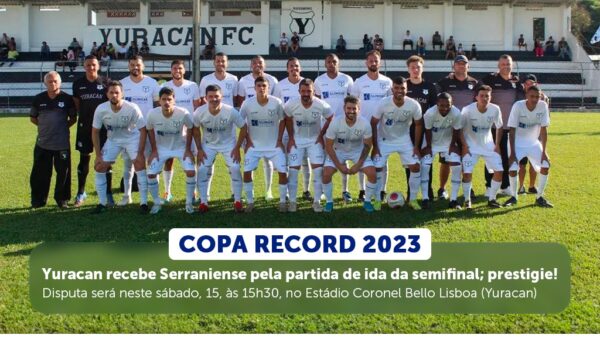 YURACAN F.C.
YURACAN
COPA RECORD 2023
Yuracan recebe Serraniense pela partida de ida da semifinal; prestigie!
Disputa será neste sábado, 15, às 15h30, no Estádio Coronel Bello Lisboa (Yuracan)